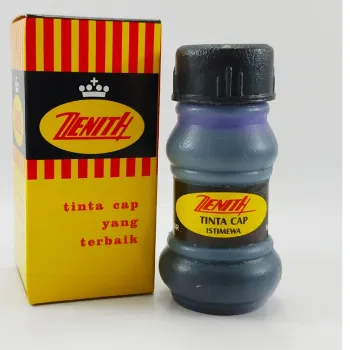 ZENITH
tinta cap
yang
terbaik
ZENITH
TINTA CAP
ISTIMEWA